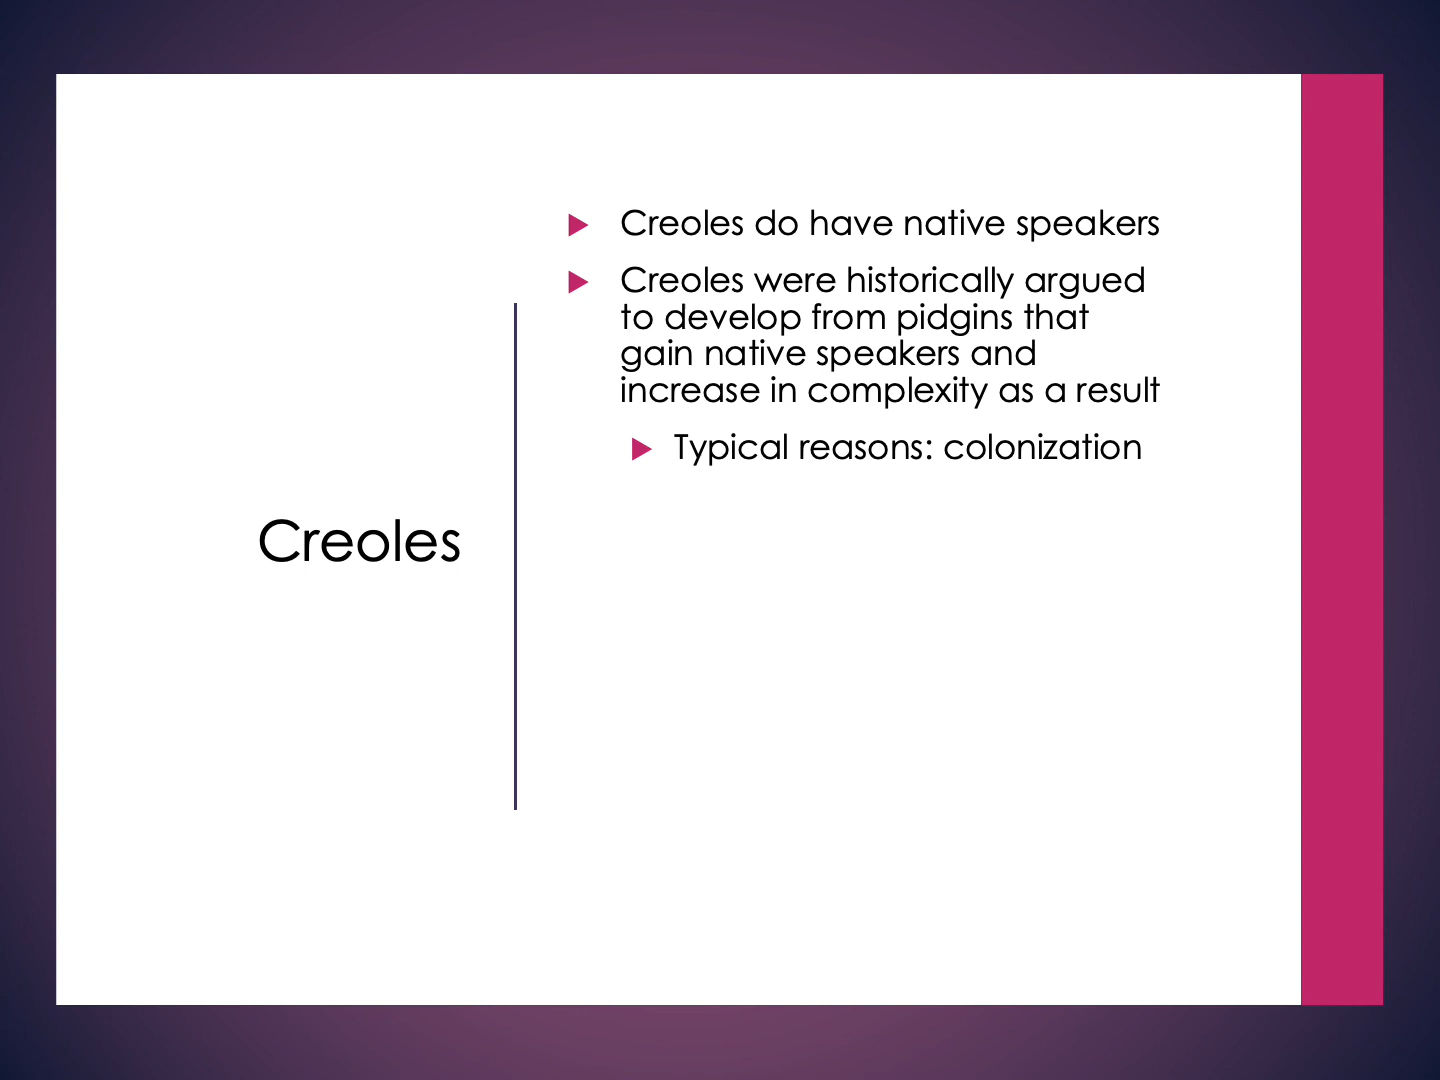 Creoles
Creoles do have native speakers
Creoles were historically argued
to develop from pidgins that
gain native speakers and
increase in complexity as a result
Typical reasons: colonization